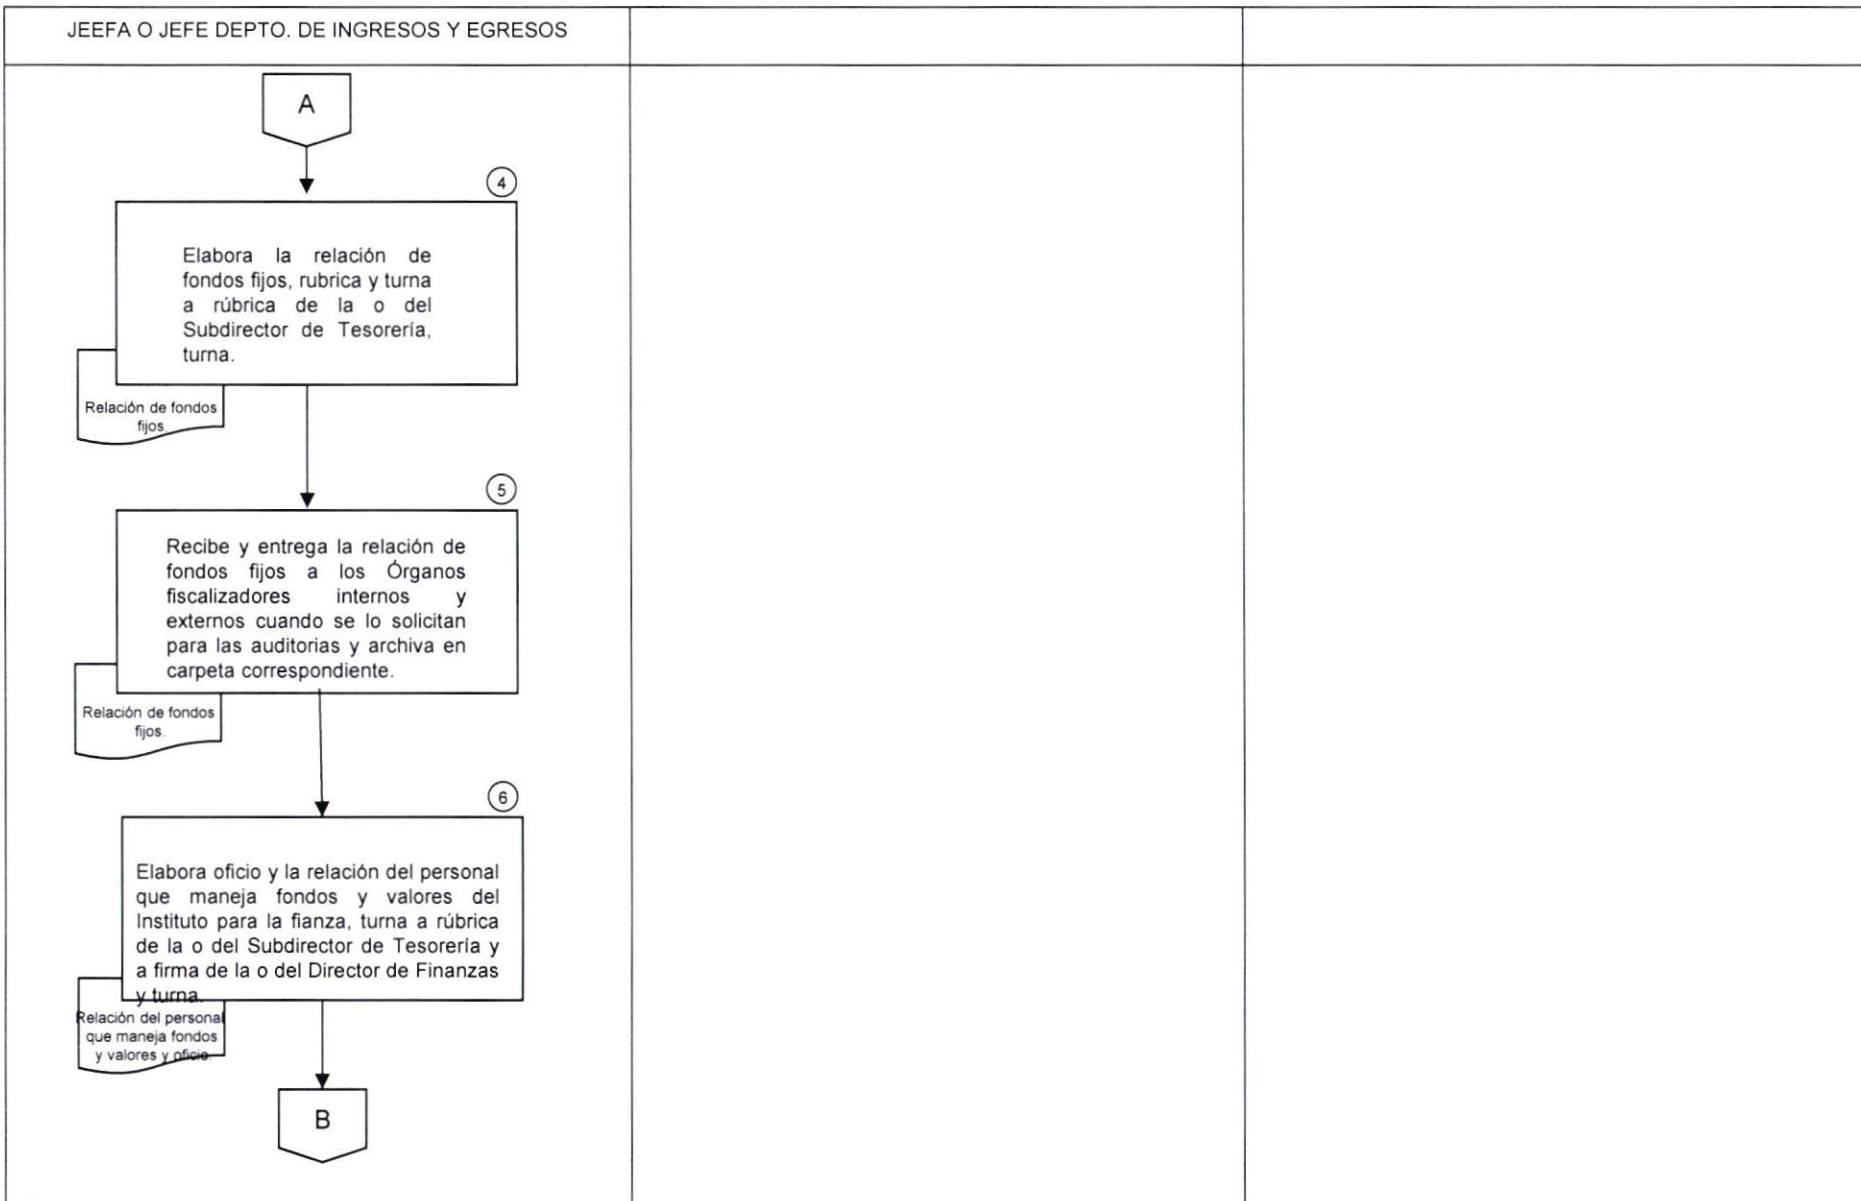 JEEFA O JEFE DEPTO. DE INGRESOS Y EGRESOS
A
4
Elabora la relación de
fondos fijos, rubrica y turna
a rúbrica de la o del
Subdirector de Tesorería,
turna.
Relación de fondos
fijos.
5
Recibe y entrega la relación de
fondos fijos a los Órganos
fiscalizadores internos y
externos cuando se lo solicitan
para las auditorias y archiva en
carpeta correspondiente.
Relación de fondos
fijos.
6
Elabora oficio y la relación del personal
que maneja fondos y valores del
Instituto para la fianza, turna a rúbrica
de la o del Subdirector de Tesorería y
a firma de la o del Director de Finanzas
y turna.
Relación del personal
que maneja fondos
y valores y oficio.
B